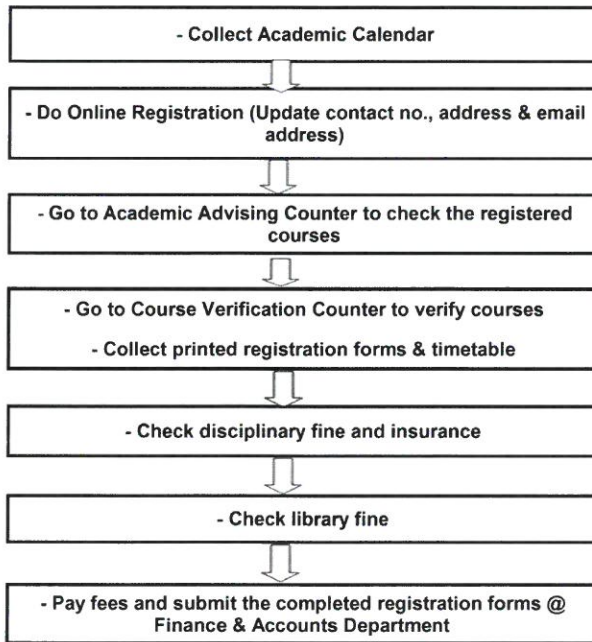 - Collect Academic Calendar
- Do Online Registration (Update contact no., address & email
address)
- Go to Academic Advising Counter to check the registered
courses
- Go to Course Verification Counter to verify courses
- Collect printed registration forms & timetable
- Check disciplinary fine and insurance
- Check library fine
- Pay fees and submit the completed registration forms @
Finance & Accounts Department